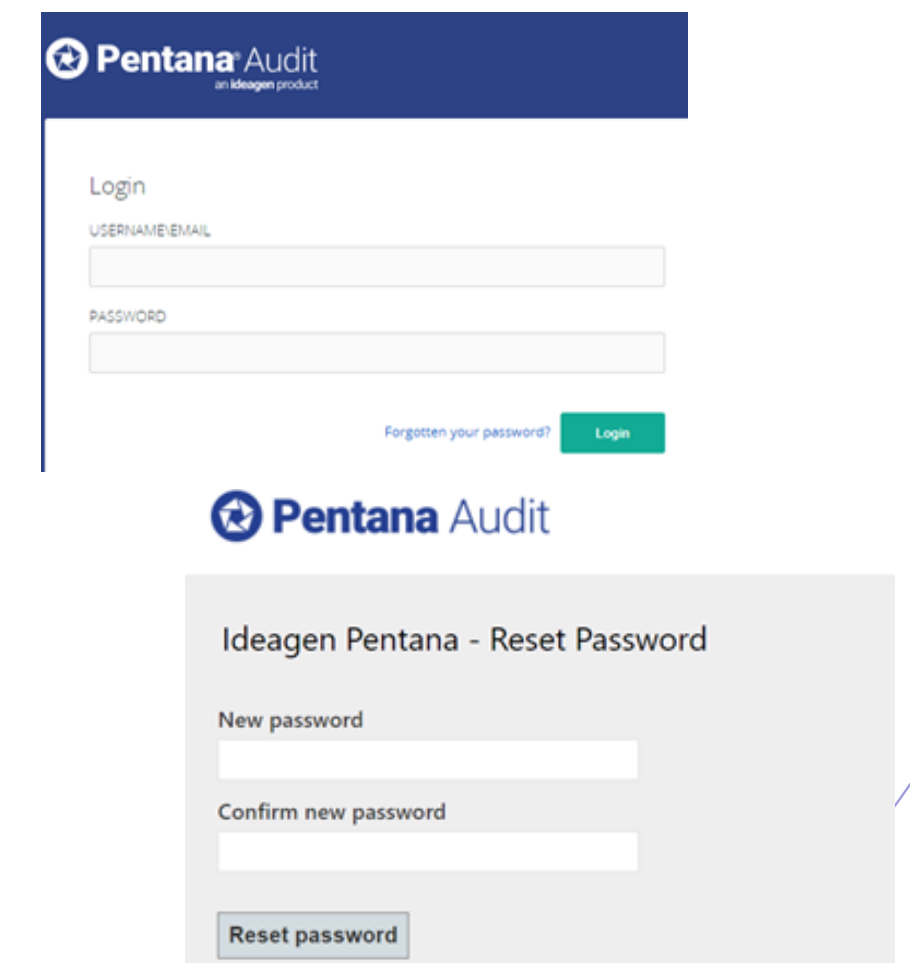 Pentana® Audit
an ideagen product
Login
USERNAME\EMAIL
PASSWORD
Forgotten your password? Login
Pentana Audit
Ideagen Pentana - Reset Password
New password
Confirm new password
Reset password